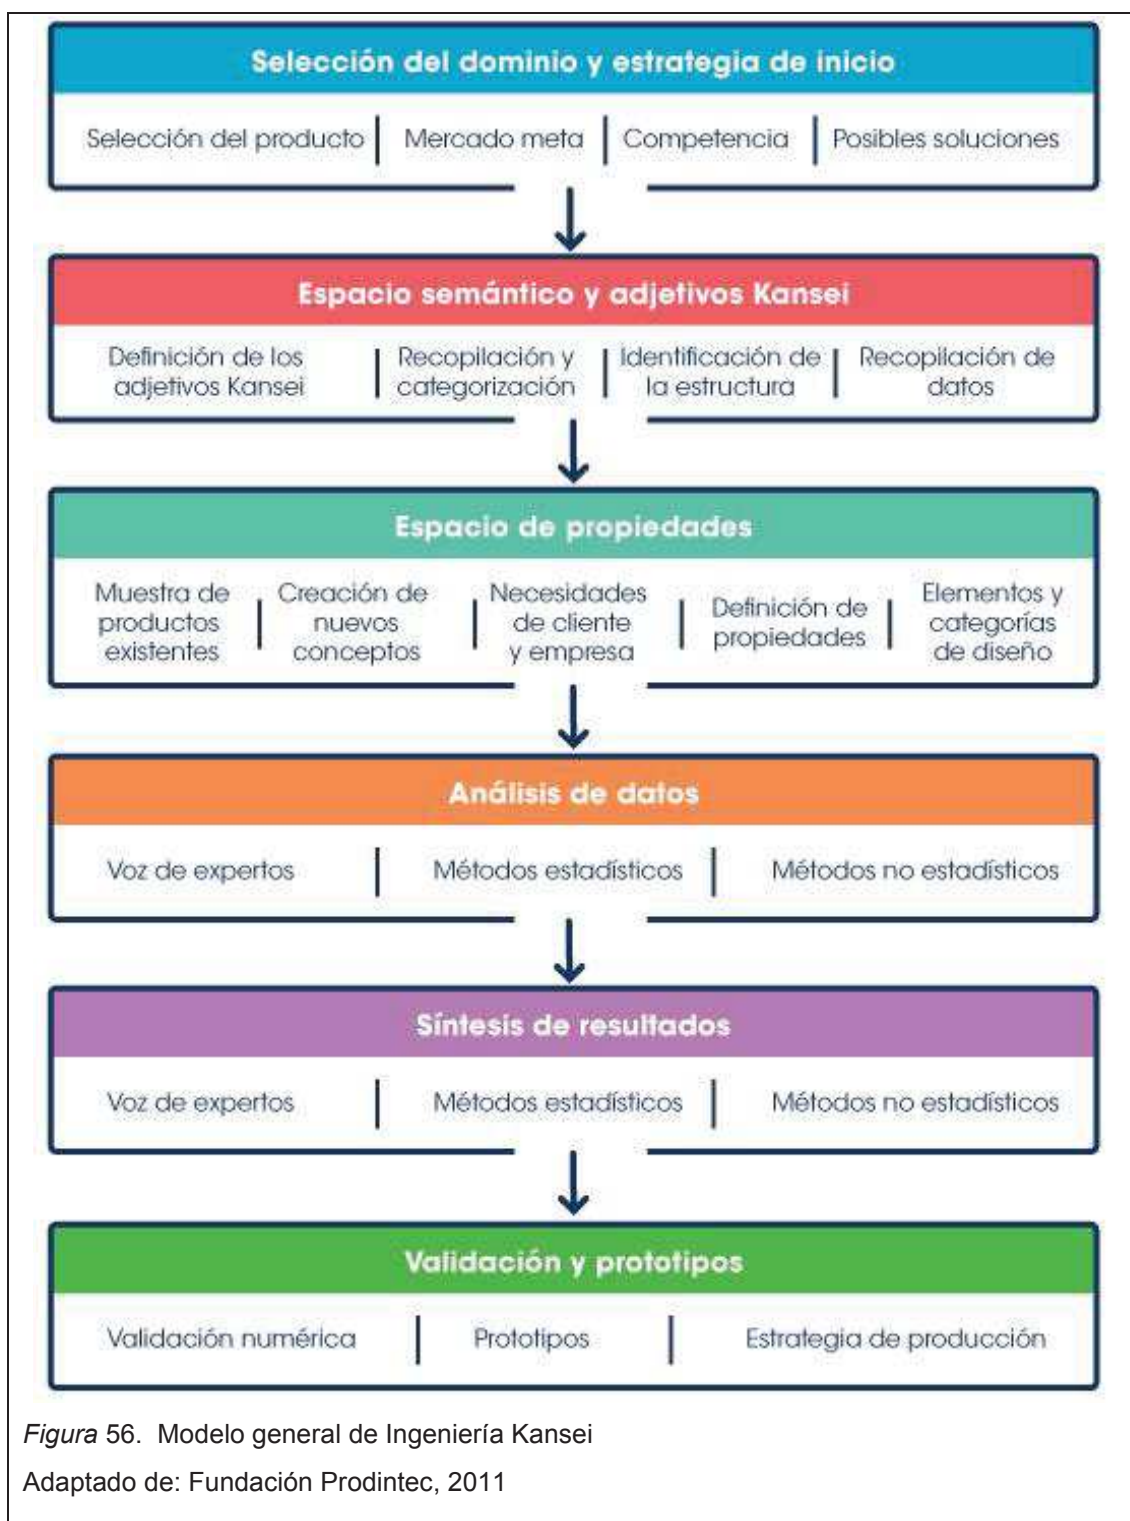 Selección del dominio y estrategia de inicio
Selección del producto
Mercado meta
Competencia
Posibles soluciones
Espacio semántico y adjetivos Kansei
Definición de los
adjetivos Kansei
Recopilación y
categorización
Identificación de
la estructura
Recopilación de
datos
Espacio de propiedades
Muestra de
productos
existentes
Creación de
nuevos
conceptos
Necesidades
de cliente
y empresa
Definición de
propiedades
Elementos y
categorías
de diseño
Análisis de datos
Voz de expertos
Métodos estadísticos
Métodos no estadísticos
Síntesis de resultados
Voz de expertos
Métodos estadísticos
Métodos no estadísticos
Validación y prototipos
Validación numérica
Prototipos
Estrategia de producción
Figura 56. Modelo general de Ingeniería Kansei
Adaptado de: Fundación Prodintec, 2011